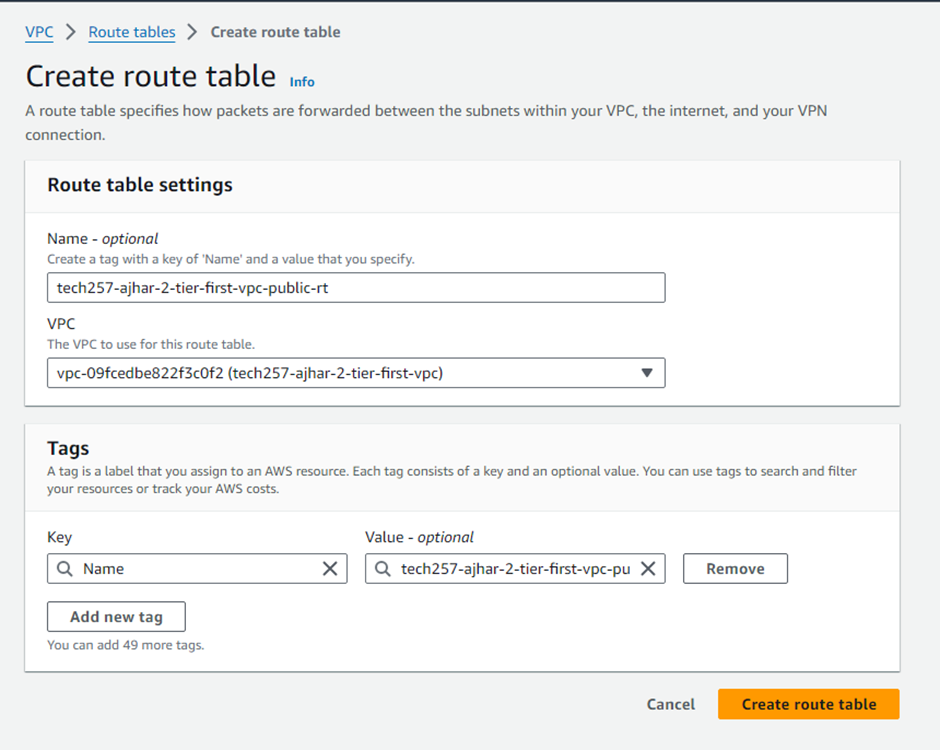 VPC > Route tables > Create route table
Create route table Info
A route table specifies how packets are forwarded between the subnets within your VPC, the internet, and your VPN
connection.
Route table settings
Name - optional
Create a tag with a key of 'Name' and a value that you specify.
tech257-ajhar-2-tier-first-vpc-public-rt
VPC
The VPC to use for this route table.
vpc-09fcedbe822f3c0f2 (tech257-ajhar-2-tier-first-vpc)
Tags
A tag is a label that you assign to an AWS resource. Each tag consists of a key and an optional value. You can use tags to search and filter
your resources or track your AWS costs.
Key Value - optional
Name tech257-ajhar-2-tier-first-vpc-pu Remove
Add new tag
You can add 49 more tags.
Cancel Create route table